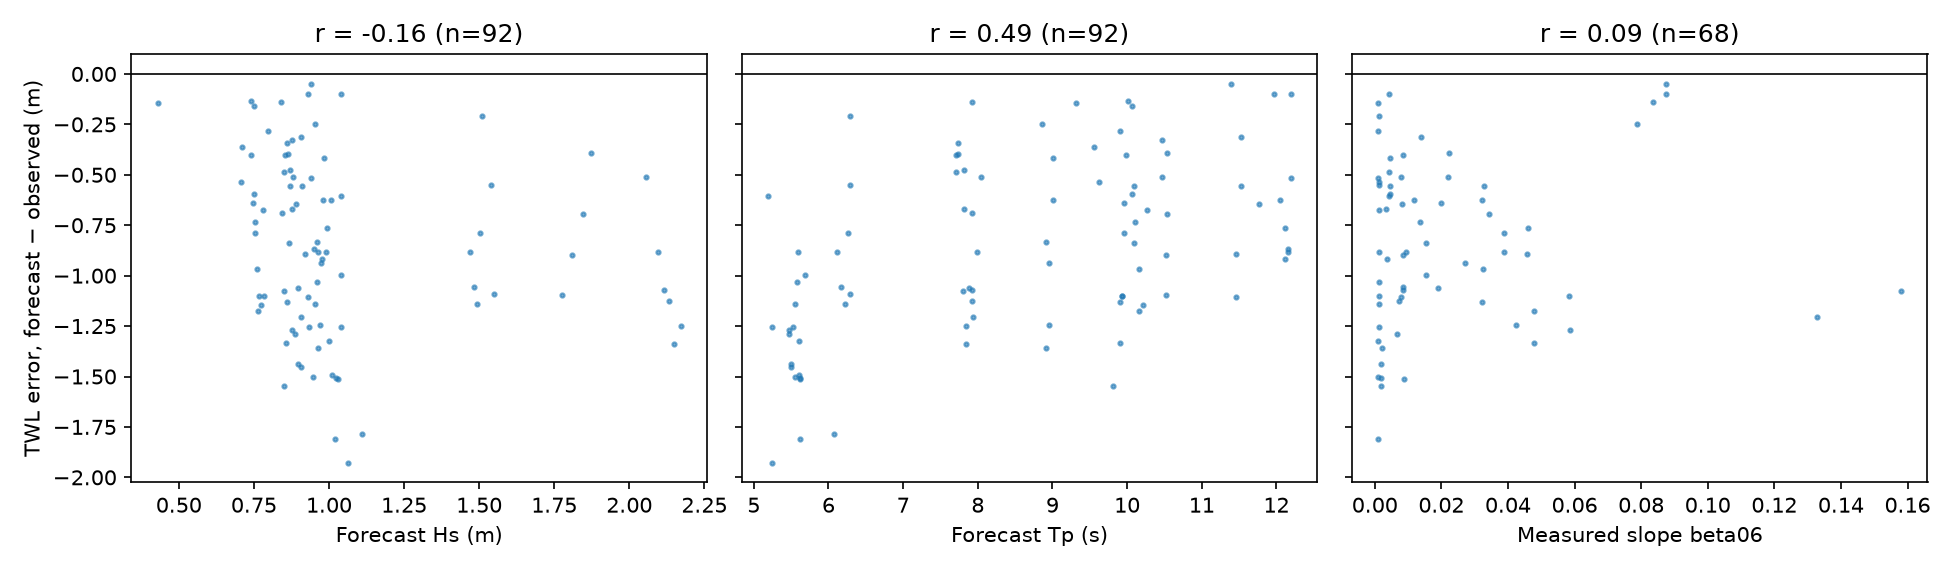 r = -0.16 (n=92)
r = 0.49 (n=92)
r = 0.09 (n=68)
TWL error, forecast − observed (m)
0.00
−0.25
−0.50
−0.75
−1.00
−1.25
−1.50
−1.75
−2.00
0.50 0.75 1.00 1.25 1.50 1.75 2.00 2.25
Forecast Hs (m)
5 6 7 8 9 10 11 12
Forecast Tp (s)
0.00 0.02 0.04 0.06 0.08 0.10 0.12 0.14 0.16
Measured slope beta06